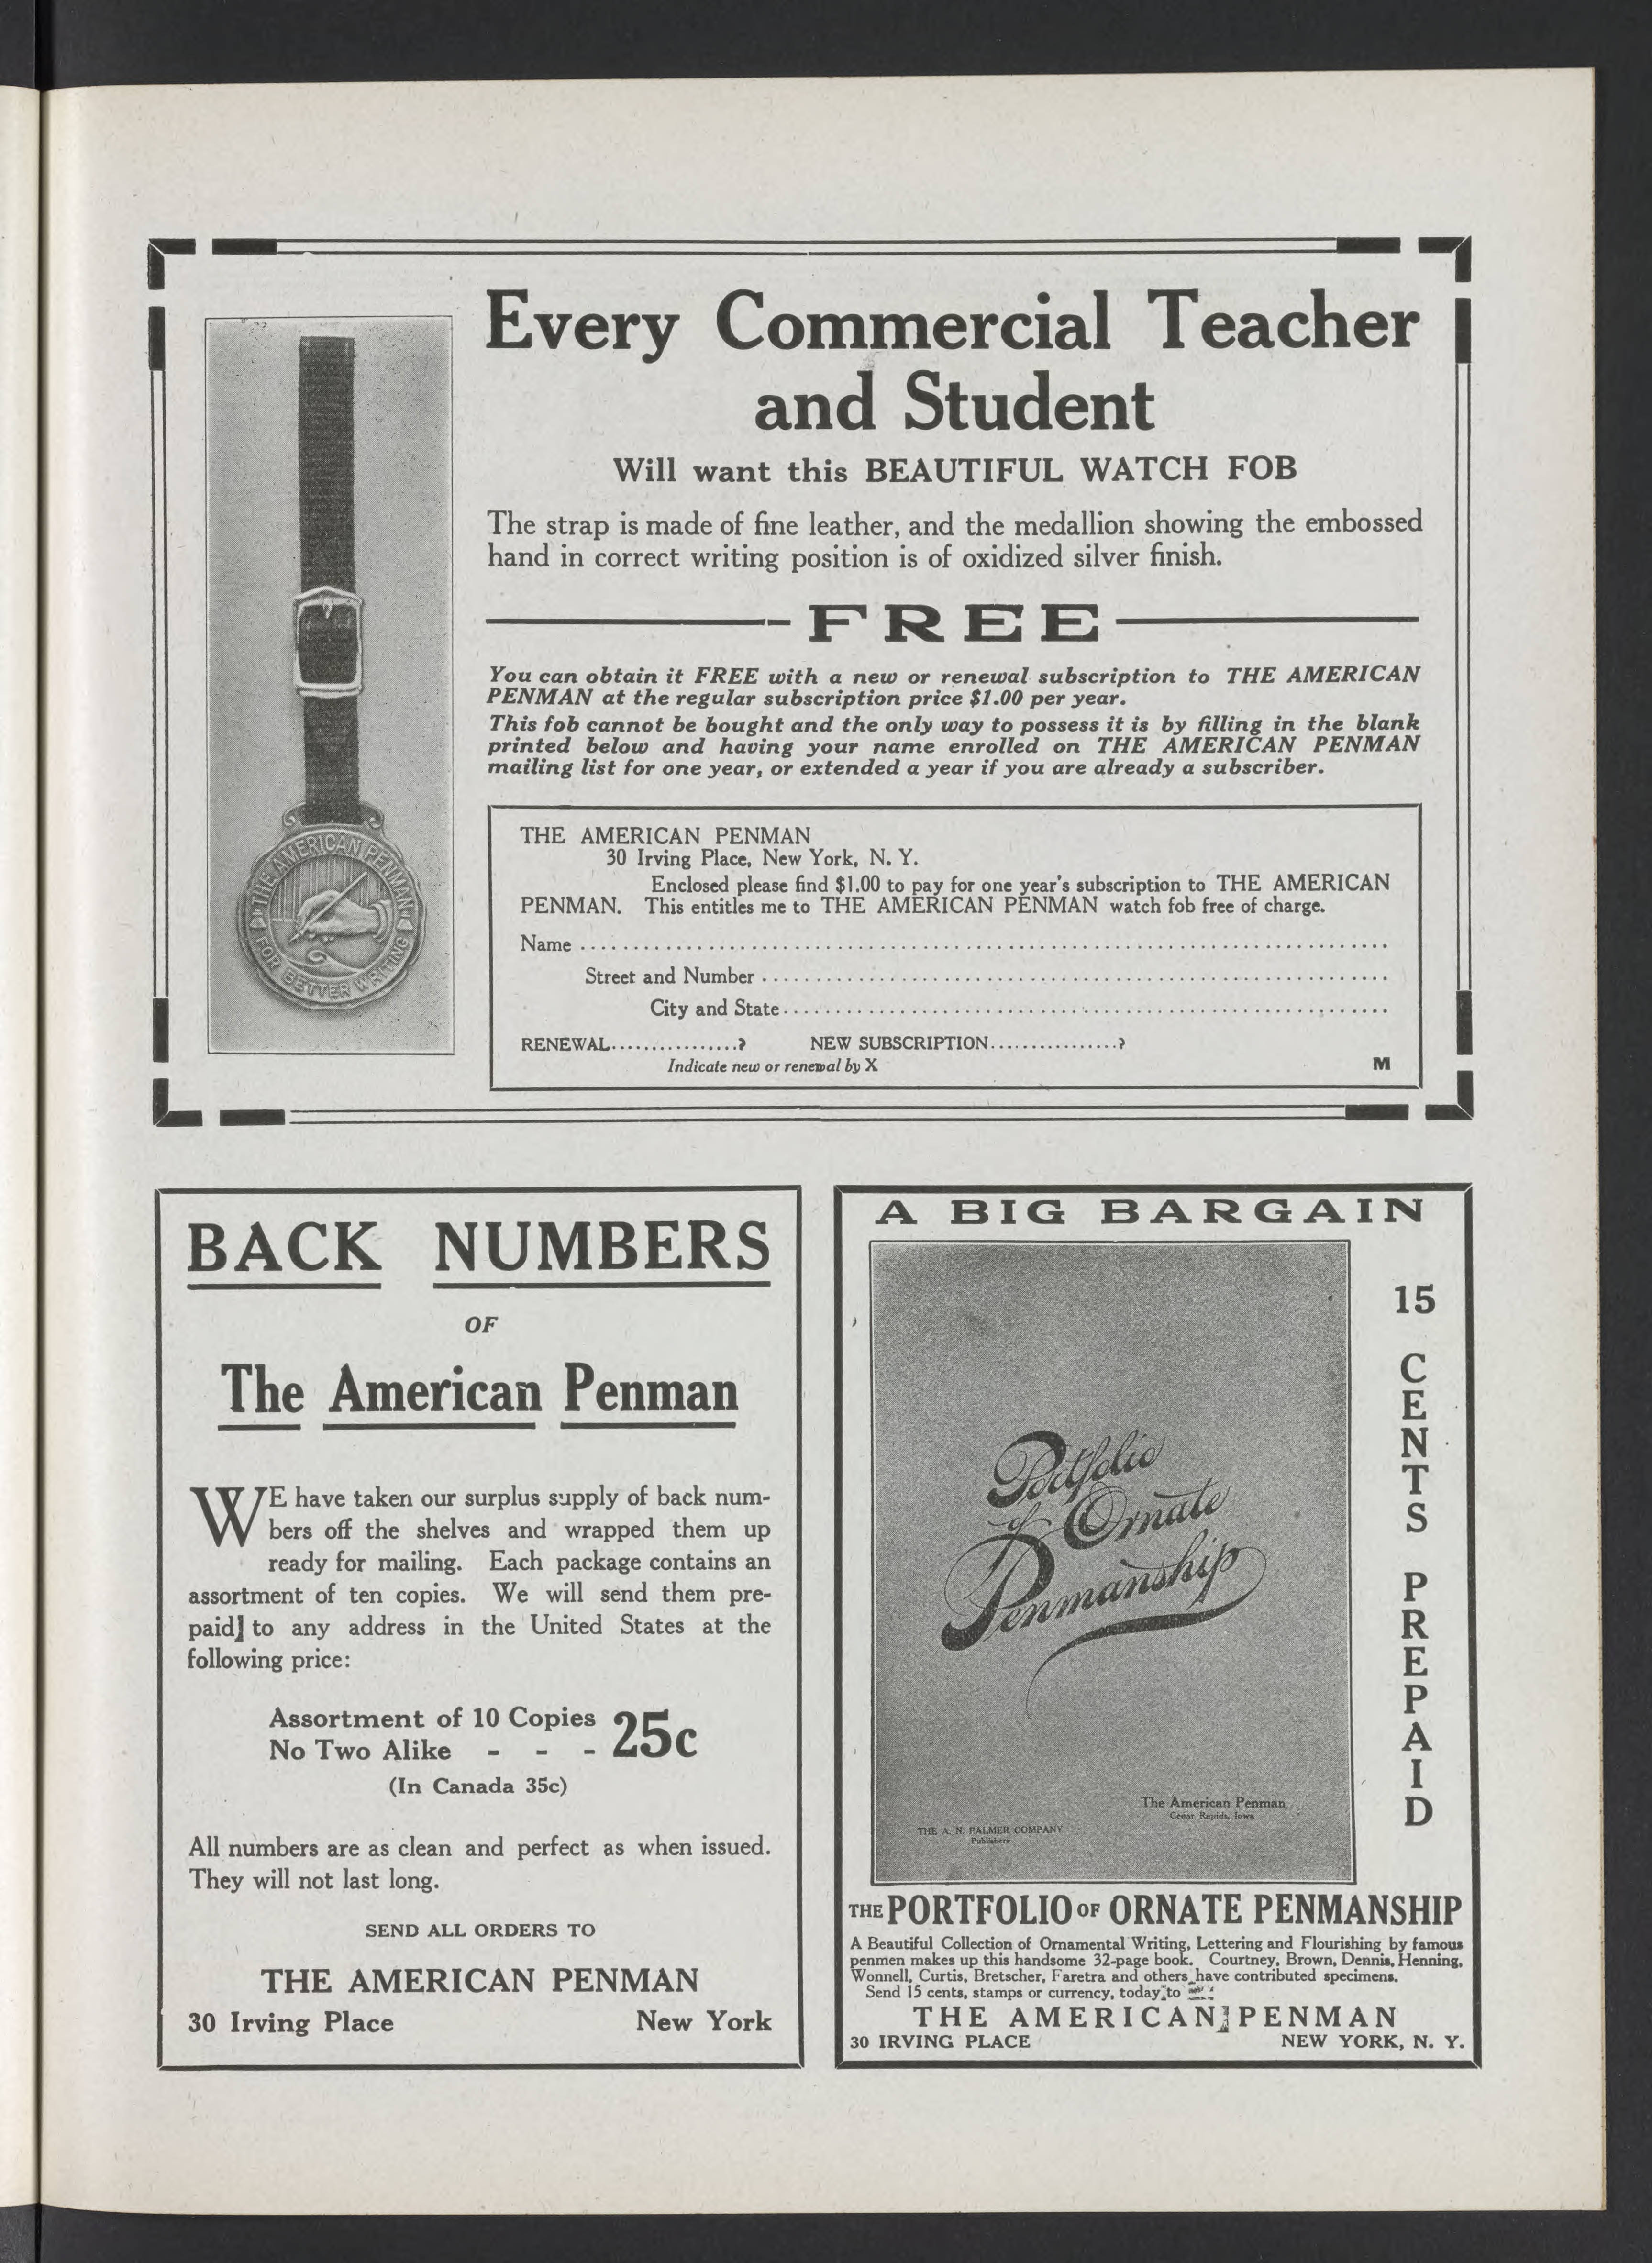 Every Commercial Teacher
and Student
Will want this BEAUTIFUL WATCH FOB
The strap is made of fine leather, and the medallion showing the embossed
hand in correct writing position is of oxidized silver finish.
FREE
You can obtain it FREE with a new or renewal subscription to THE AMERICAN
PENMAN at the regular subscription price $1.00 per year.
This fob cannot be bought and the only way to possess it is by filling in the blank
printed below and having your name enrolled on THE AMERICAN PENMAN
mailing list for one year, or extended a year if you are already a subscriber.
THE AMERICAN PENMAN
FOR BETTER WRITING
THE AMERICAN PENMAN
30 Irving Place, New York, N. Y.
Enclosed please find $1.00 to pay for one year's subscription to THE AMERICAN
PENMAN. This entitles me to THE AMERICAN PENMAN watch fob free of charge.
Name
Street and Number
City and State
RENEWAL................? NEW SUBSCRIPTION................?
Indicate new or renewal by X M
BACK NUMBERS
OF
The American Penman
WE have taken our surplus supply of back num-
bers off the shelves and wrapped them up
ready for mailing. Each package contains an
assortment of ten copies. We will send them pre-
paid] to any address in the United States at the
following price:
Assortment of 10 Copies
No Two Alike - - - 25c
(In Canada 35c)
All numbers are as clean and perfect as when issued.
They will not last long.
SEND ALL ORDERS TO
THE AMERICAN PENMAN
30 Irving Place New York
A BIG BARGAIN
Portfolio
of Ornate
Penmanship
The American Penman
Cedar Rapids, Iowa
THE A. N. PALMER COMPANY
Publishers
15 CENTS PREPAID
THE PORTFOLIO OF ORNATE PENMANSHIP
A Beautiful Collection of Ornamental Writing, Lettering and Flourishing by famous
penmen makes up this handsome 32-page book. Courtney, Brown, Dennis, Henning,
Wonnell, Curtis, Bretscher, Faretra and others have contributed specimens.
Send 15 cents, stamps or currency, today to
THE AMERICAN PENMAN
30 IRVING PLACE NEW YORK, N. Y.